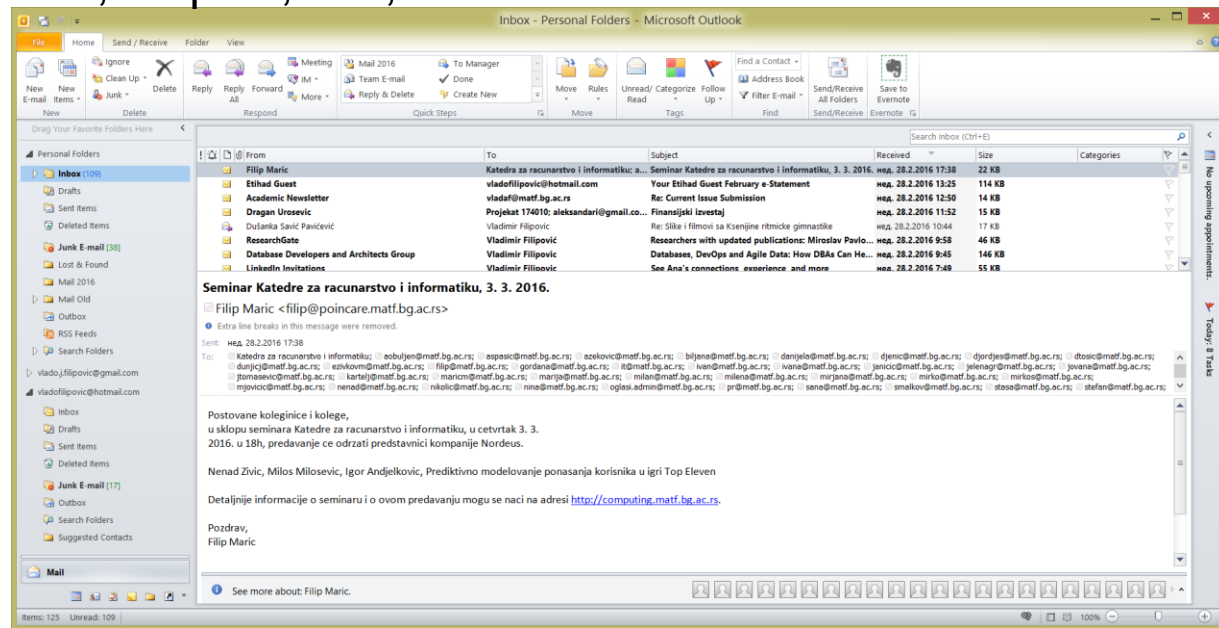 Inbox - Personal Folders - Microsoft Outlook
File Home Send / Receive Folder View
Ignore
Clean Up
Junk
Delete
New E-mail
New Items
Reply
Reply All
Forward
Meeting
IM
More
Mail 2016
Team E-mail
Reply & Delete
To Manager
Done
Create New
Move
Rules
Unread/ Read
Categorize
Follow Up
Find a Contact
Address Book
Filter E-mail
Send/Receive All Folders
Save to Evernote
New Delete Respond Quick Steps Move Tags Find Send/Receive Evernote
Drag Your Favorite Folders Here
Personal Folders
Inbox (109)
Drafts
Sent Items
Deleted Items
Junk E-mail [38]
Lost & Found
Mail 2016
Mail Old
Outbox
RSS Feeds
Search Folders
vlado.j.filipovic@gmail.com
vladofilipovic@hotmail.com
Inbox
Drafts
Sent Items
Deleted Items
Junk E-mail [17]
Outbox
Search Folders
Suggested Contacts
Mail
Search Inbox (Ctrl+E)
From To Subject Received Size Categories
Filip Maric Katedra za racunarstvo i informatiku; a... Seminar Katedre za racunarstvo i informatiku, 3. 3. 2016. нед. 28.2.2016 17:38 22 KB
Etihad Guest vladofilipovic@hotmail.com Your Etihad Guest February e-Statement нед. 28.2.2016 13:25 114 KB
Academic Newsletter vladaf@matf.bg.ac.rs Re: Current Issue Submission нед. 28.2.2016 12:50 14 KB
Dragan Urosevic Projekat 174010; aleksandari@gmail.co... Finansijski izvestaj нед. 28.2.2016 11:52 15 KB
Dušanka Savić Pavićević Vladimir Filipovic Re: Slike i filmovi sa Ksenijine ritmicke gimnastike нед. 28.2.2016 10:44 17 KB
ResearchGate Vladimir Filipović Researchers with updated publications: Miroslav Pavlo... нед. 28.2.2016 9:58 46 KB
Database Developers and Architects Group Vladimir Filipović Databases, DevOps and Agile Data: How DBAs Can He... нед. 28.2.2016 9:45 146 KB
LinkedIn Invitations Vladimir Filipovic See Ana's connections, experience, and more нед. 28.2.2016 7:49 55 KB
Seminar Katedre za racunarstvo i informatiku, 3. 3. 2016.
Filip Maric <filip@poincare.matf.bg.ac.rs>
Extra line breaks in this message were removed.
Sent: нед. 28.2.2016 17:38
To: Katedra za racunarstvo i informatiku; aobuljen@matf.bg.ac.rs; aspasic@matf.bg.ac.rs; azekovic@matf.bg.ac.rs; biljana@matf.bg.ac.rs; danijela@matf.bg.ac.rs; djenic@matf.bg.ac.rs; djordjes@matf.bg.ac.rs; dtosic@matf.bg.ac.rs;
dunjicj@matf.bg.ac.rs; ezivkovm@matf.bg.ac.rs; filip@matf.bg.ac.rs; gordana@matf.bg.ac.rs; it@matf.bg.ac.rs; ivan@matf.bg.ac.rs; ivana@matf.bg.ac.rs; janicic@matf.bg.ac.rs; jelenagr@matf.bg.ac.rs; jovana@matf.bg.ac.rs;
jtomasevic@matf.bg.ac.rs; kartelj@matf.bg.ac.rs; maricm@matf.bg.ac.rs; marija@matf.bg.ac.rs; milan@matf.bg.ac.rs; milena@matf.bg.ac.rs; mirjana@matf.bg.ac.rs; mirko@matf.bg.ac.rs; mirkos@matf.bg.ac.rs;
mjovicic@matf.bg.ac.rs; nenad@matf.bg.ac.rs; nikolic@matf.bg.ac.rs; nina@matf.bg.ac.rs; oglasi.admin@matf.bg.ac.rs; pr@matf.bg.ac.rs; sana@matf.bg.ac.rs; smalkov@matf.bg.ac.rs; stasa@matf.bg.ac.rs; stefan@matf.bg.ac.rs;
Postovane koleginice i kolege,
u sklopu seminara Katedre za racunarstvo i informatiku, u cetvrtak 3. 3.
2016. u 18h, predavanje ce odrzati predstavnici kompanije Nordeus.
Nenad Zivic, Milos Milosevic, Igor Andjelkovic, Prediktivno modelovanje ponasanja korisnika u igri Top Eleven
Detaljnije informacije o seminaru i o ovom predavanju mogu se naci na adresi http://computing.matf.bg.ac.rs.
Pozdrav,
Filip Maric
See more about: Filip Maric.
No upcoming appointments.
Today: 8 Tasks
Items: 125 Unread: 109
100%